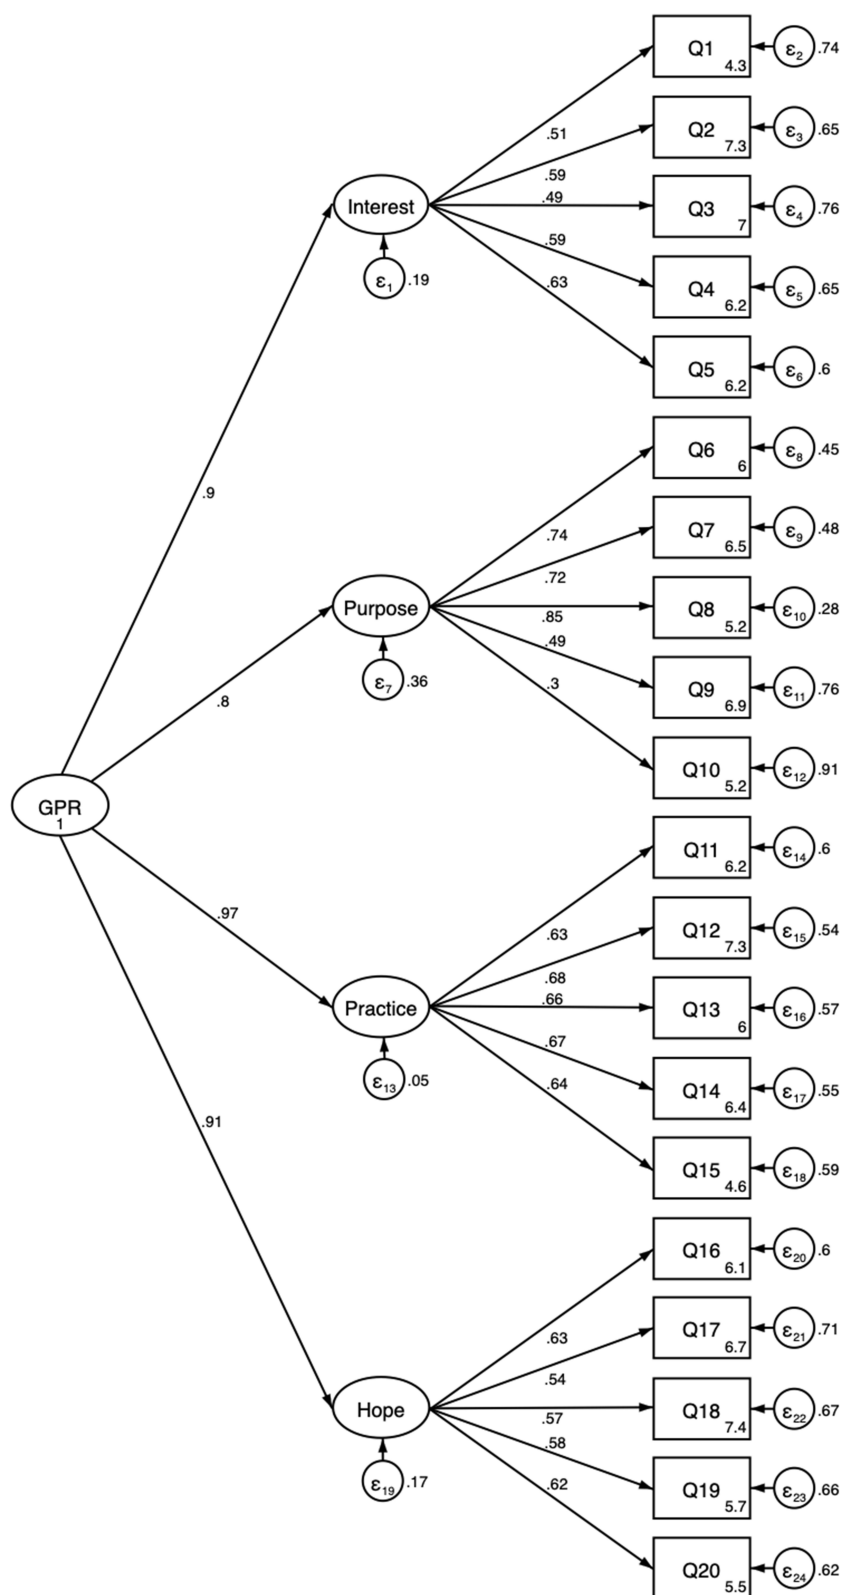 Q1
4.3
ε2
.74
.51
Q2
7.3
ε3
.65
.59
Interest
.49
Q3
7
ε4
.76
.59
ε1
.19
Q4
6.2
ε5
.65
.63
Q5
6.2
ε6
.6
Q6
6
ε8
.45
.9
.74
Q7
6.5
ε9
.48
.72
Purpose
.85
Q8
5.2
ε10
.28
.49
ε7
.36
Q9
6.9
ε11
.76
.3
.8
Q10
5.2
ε12
.91
GPR
1
Q11
6.2
ε14
.6
.97
.63
Q12
7.3
ε15
.54
.68
Practice
.66
Q13
6
ε16
.57
.67
ε13
.05
Q14
6.4
ε17
.55
.64
.91
Q15
4.6
ε18
.59
Q16
6.1
ε20
.6
.63
Q17
6.7
ε21
.71
.54
Hope
.57
Q18
7.4
ε22
.67
.58
ε19
.17
Q19
5.7
ε23
.66
.62
Q20
5.5
ε24
.62